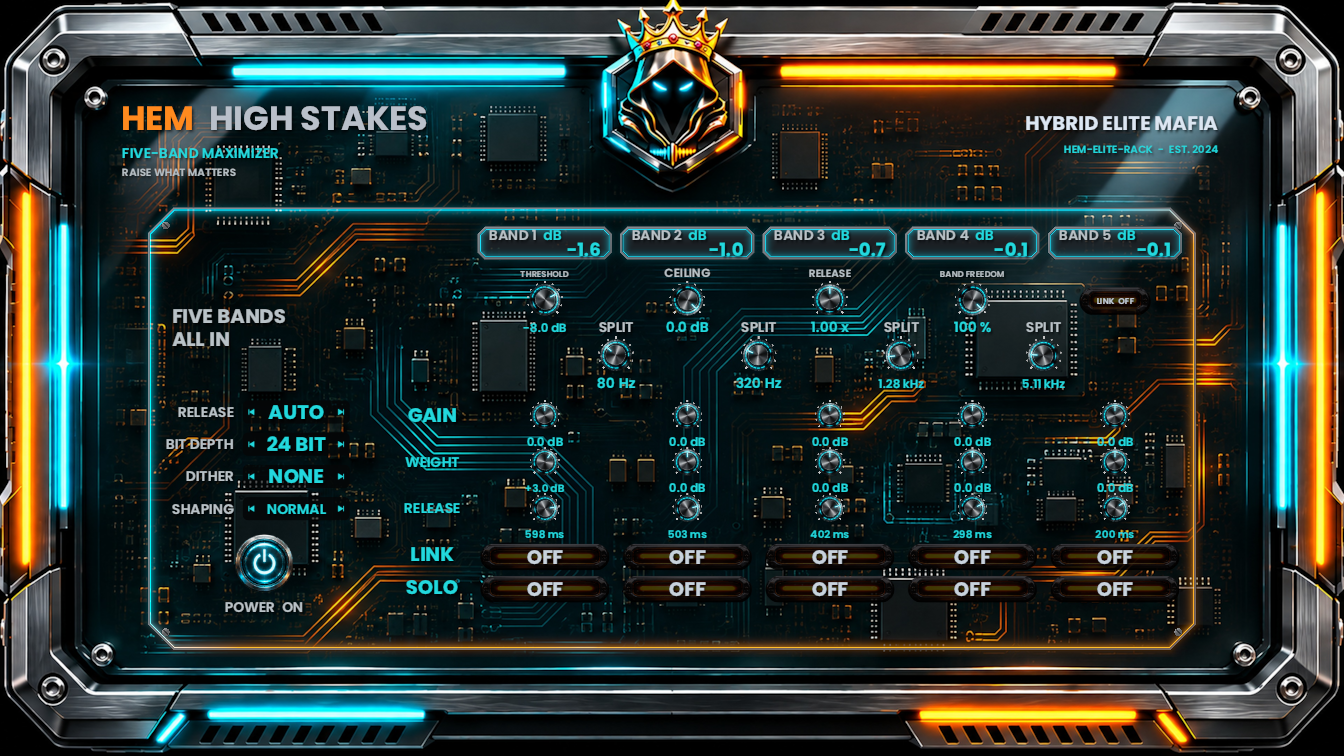 HEM HIGH STAKES
FIVE-BAND MAXIMIZER
RAISE WHAT MATTERS
HYBRID ELITE MAFIA
HEM-ELITE-RACK - EST. 2024
BAND 1 dB -1.6
BAND 2 dB -1.0
BAND 3 dB -0.7
BAND 4 dB -0.1
BAND 5 dB -0.1
THRESHOLD CEILING RELEASE BAND FREEDOM
LINK OFF
-8.0 dB 0.0 dB 1.00 x 100 %
FIVE BANDS
ALL IN
SPLIT SPLIT SPLIT SPLIT
80 Hz 320 Hz 1.28 kHz 5.11 kHz
RELEASE AUTO
BIT DEPTH 24 BIT
DITHER NONE
SHAPING NORMAL
POWER ON
GAIN
0.0 dB 0.0 dB 0.0 dB 0.0 dB 0.0 dB
WEIGHT
+3.0 dB 0.0 dB 0.0 dB 0.0 dB 0.0 dB
RELEASE
598 ms 503 ms 402 ms 298 ms 200 ms
LINK OFF OFF OFF OFF OFF
SOLO OFF OFF OFF OFF OFF